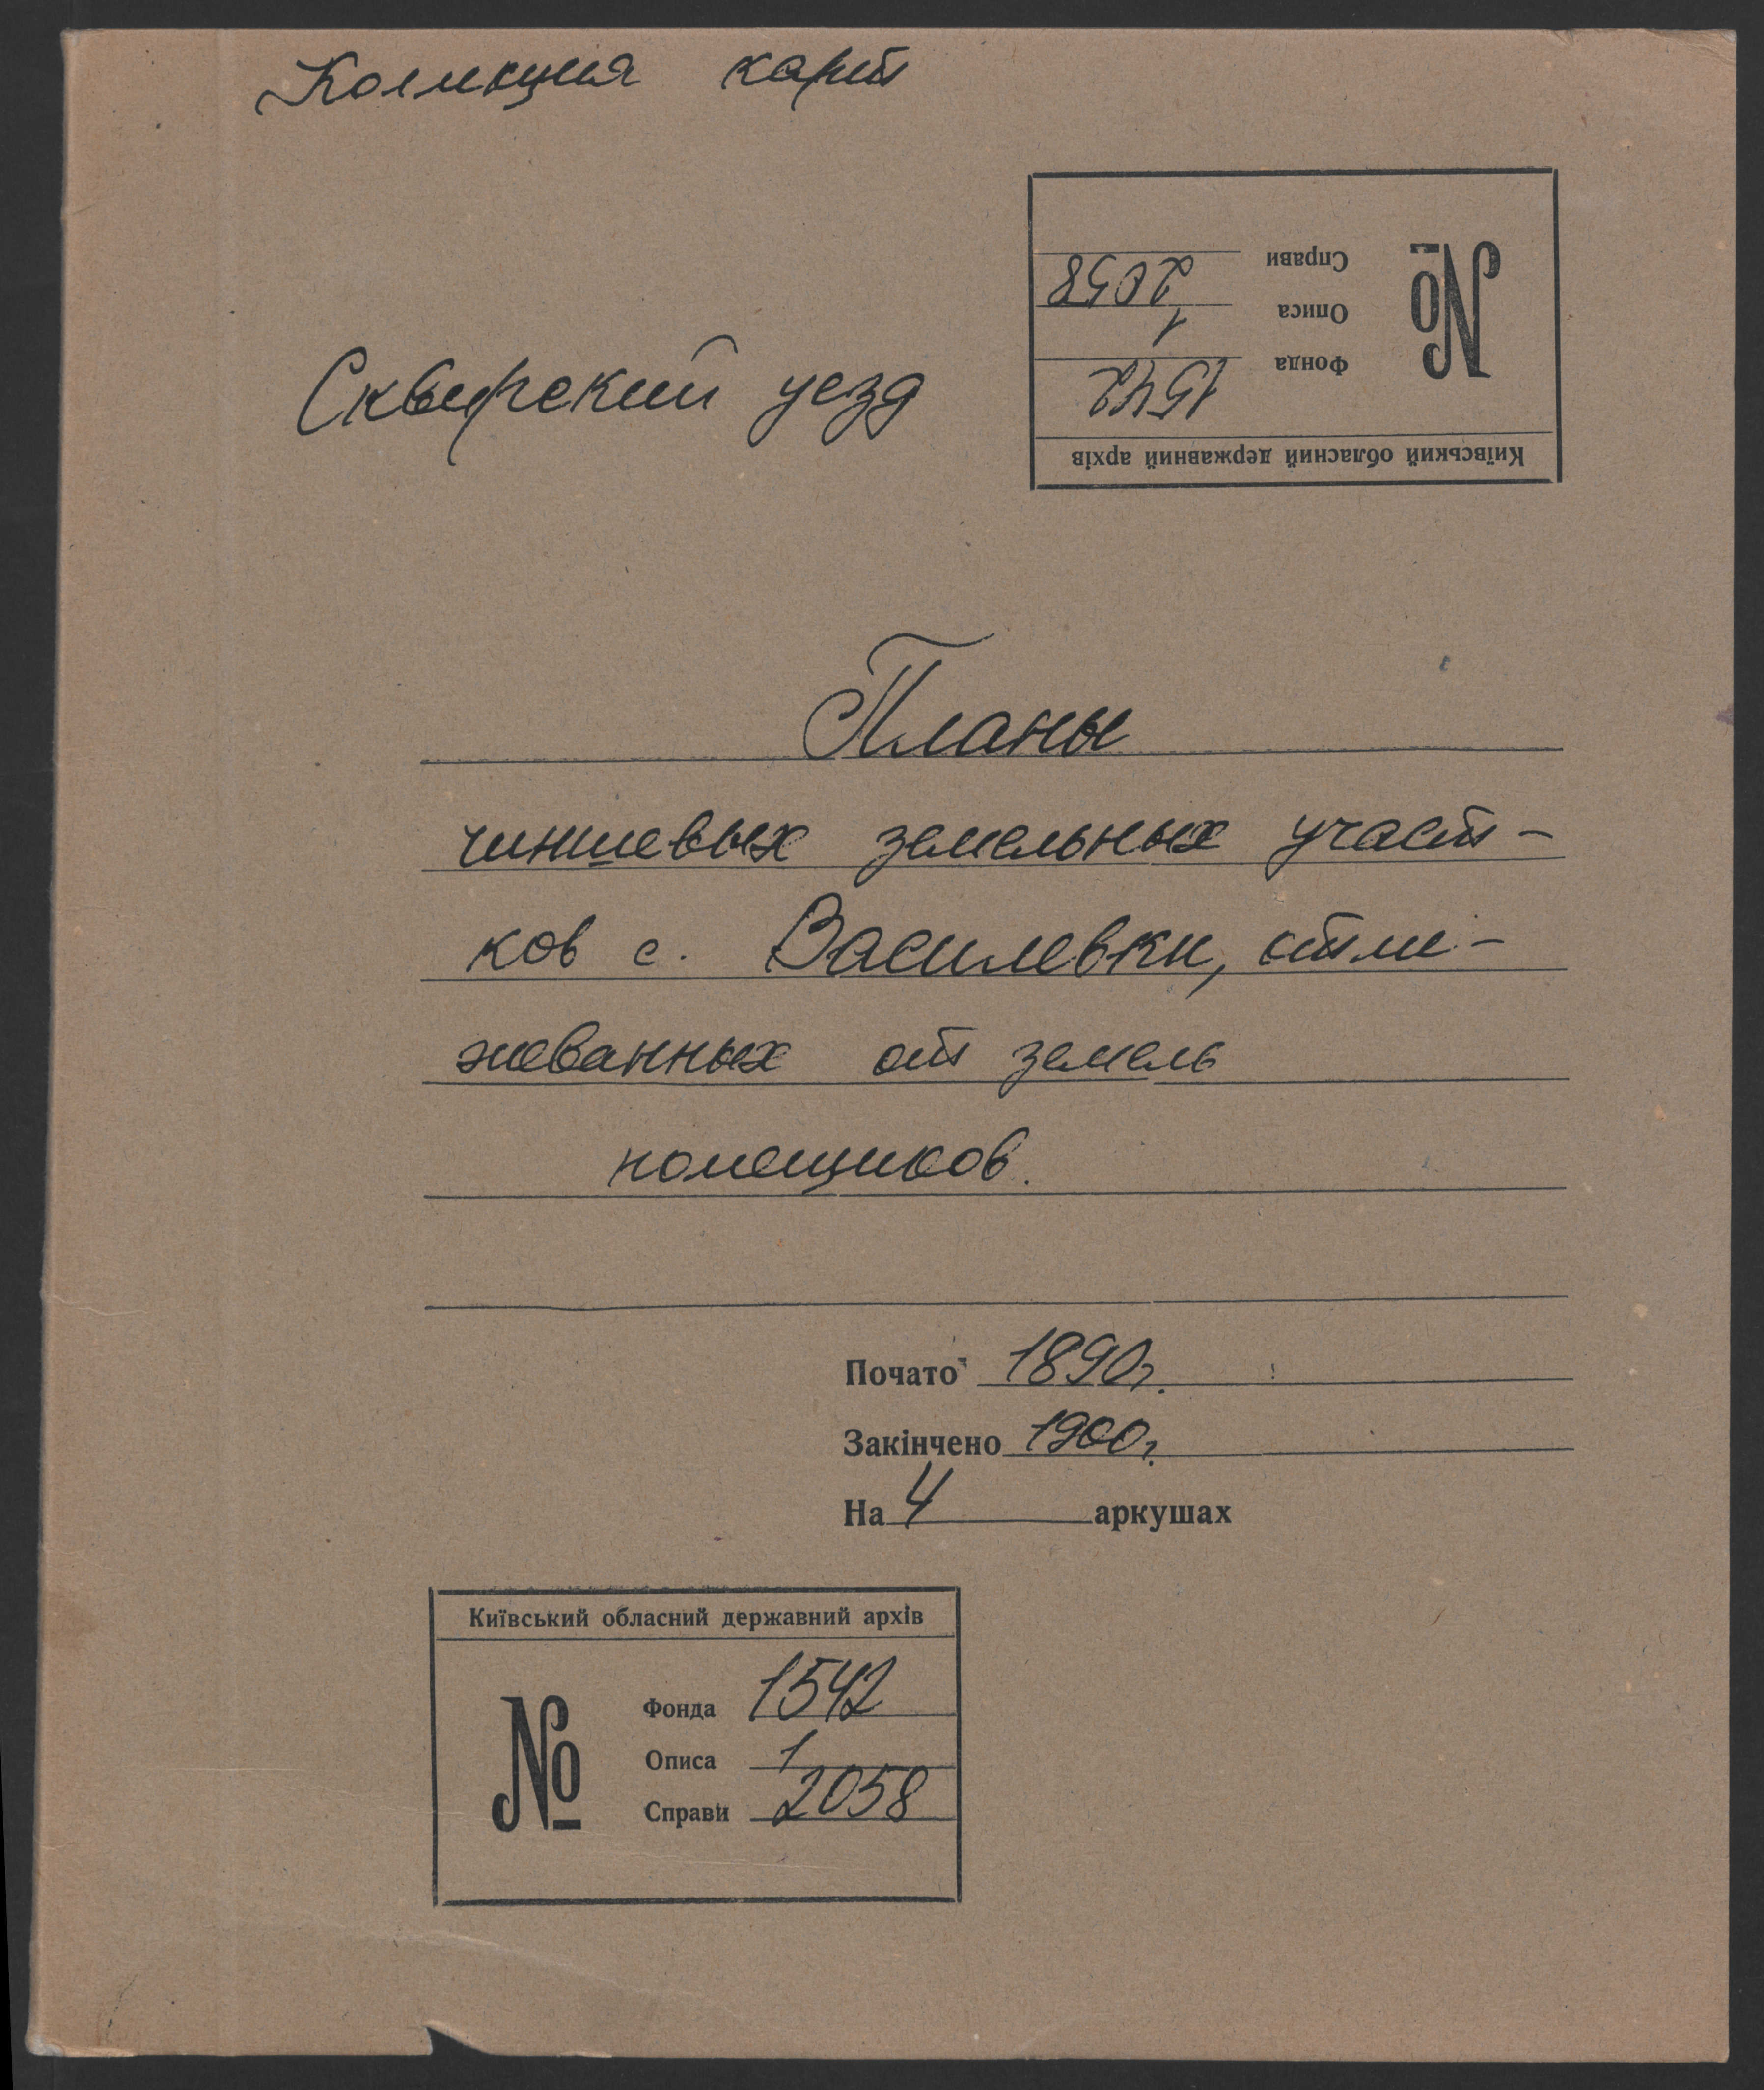 Коллекция карт
Справи 2058
Описа 1
Фонда 1542
№
Київський обласний державний архів
Сквирский уезд
Планы
чиншевых земельных участ-
ков с. Василевки, отме-
жеванных от земель
помещиков.
Почато 1890г.
Закінчено 1900г.
На 4 аркушах
Київський обласний державний архів
№
Фонда 1542
Описа 1
Справи 2058